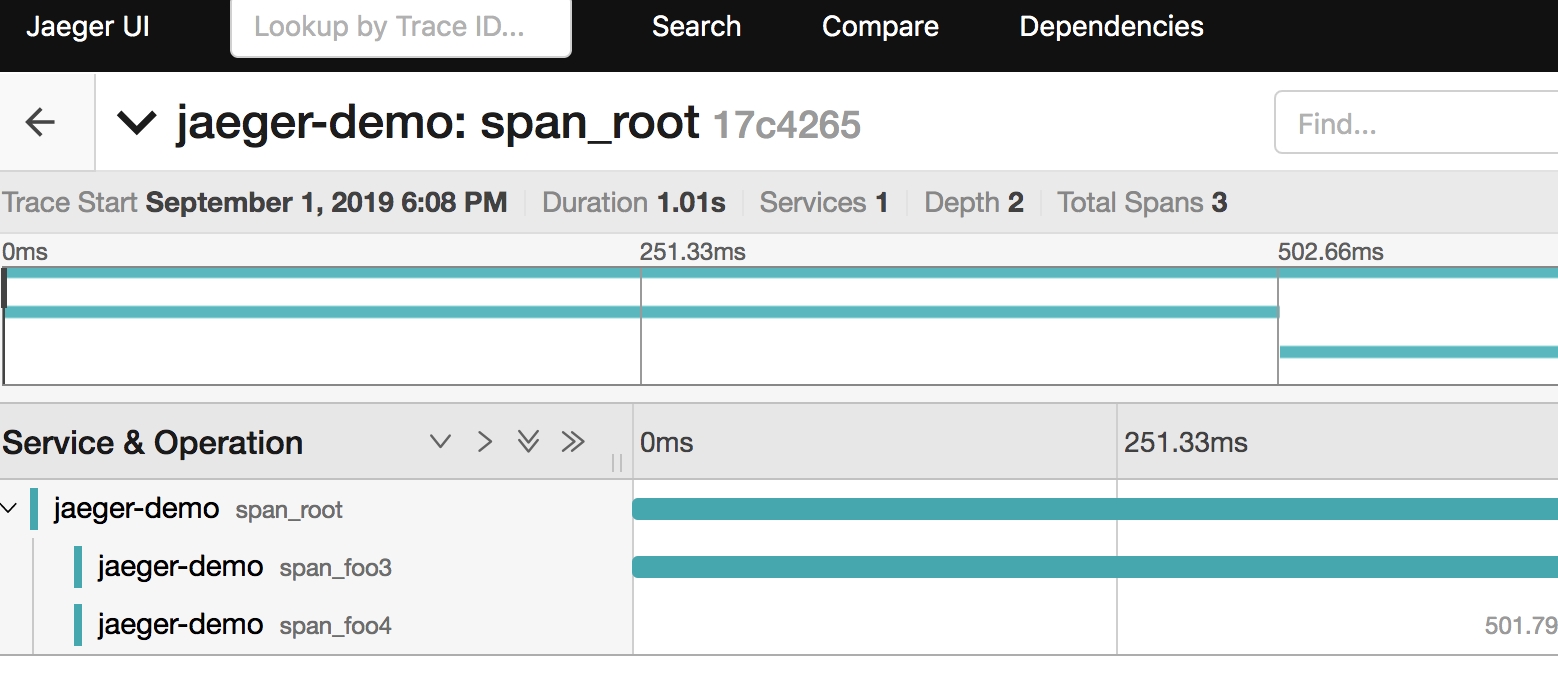 Jaeger UI Lookup by Trace ID... Search Compare Dependencies
jaeger-demo: span_root 17c4265 Find...
Trace Start September 1, 2019 6:08 PM Duration 1.01s Services 1 Depth 2 Total Spans 3
0ms 251.33ms 502.66ms
Service & Operation 0ms 251.33ms
jaeger-demo span_root
jaeger-demo span_foo3
jaeger-demo span_foo4 501.79